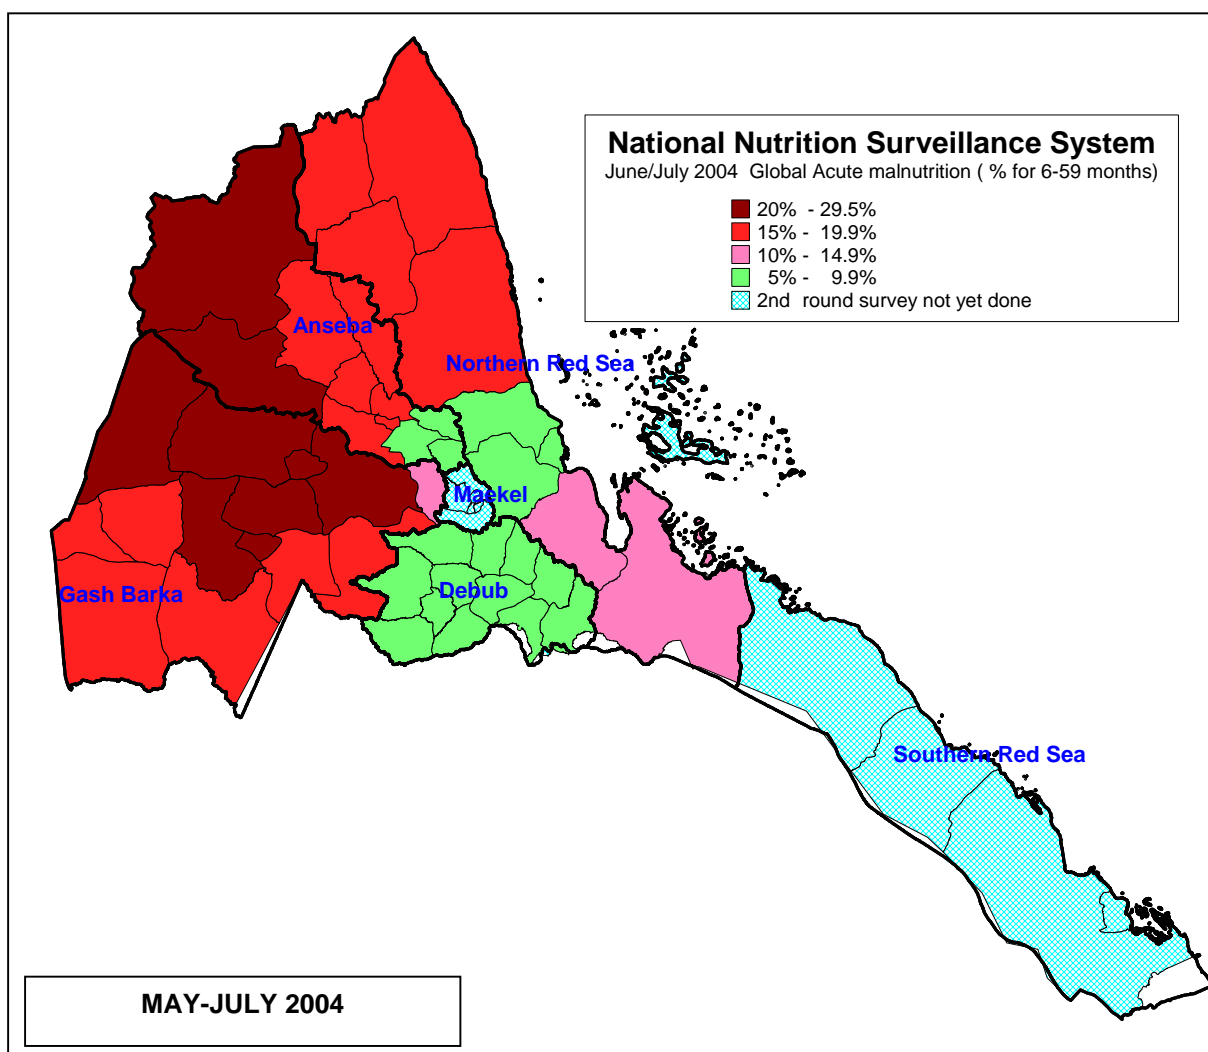 National Nutrition Surveillance System
June/July 2004 Global Acute malnutrition ( % for 6-59 months)
20% - 29.5%
15% - 19.9%
10% - 14.9%
5% - 9.9%
2nd round survey not yet done
Anseba
Northern Red Sea
Maekel
Gash Barka
Debub
Southern Red Sea
MAY-JULY 2004